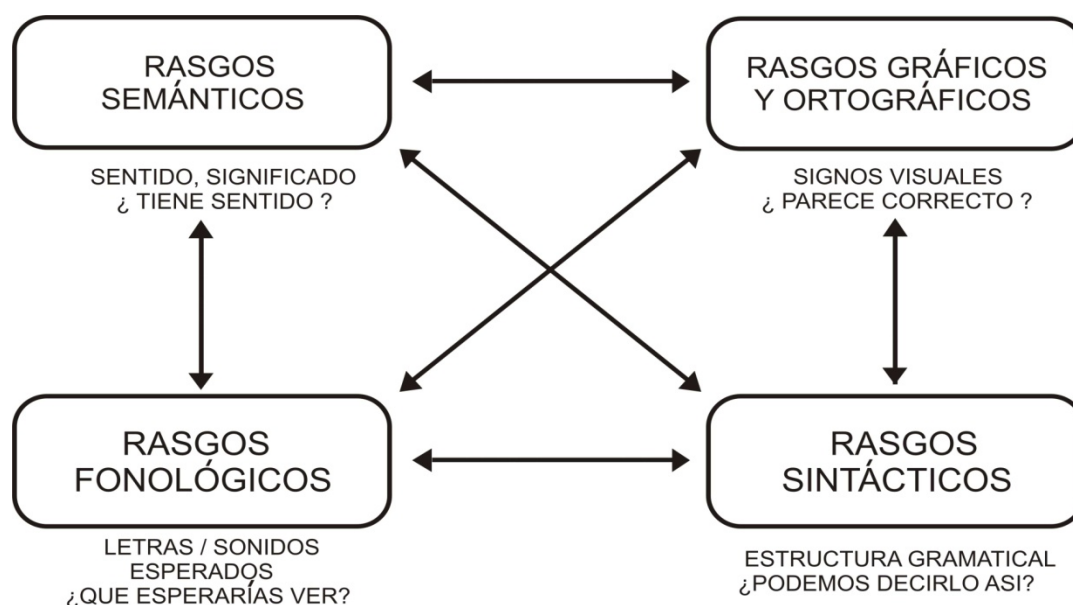 RASGOS
SEMÁNTICOS
SENTIDO, SIGNIFICADO
¿ TIENE SENTIDO ?
RASGOS GRÁFICOS
Y ORTOGRÁFICOS
SIGNOS VISUALES
¿ PARECE CORRECTO ?
RASGOS
FONOLÓGICOS
LETRAS / SONIDOS
ESPERADOS
¿QUE ESPERARÍAS VER?
RASGOS
SINTÁCTICOS
ESTRUCTURA GRAMATICAL
¿PODEMOS DECIRLO ASI?